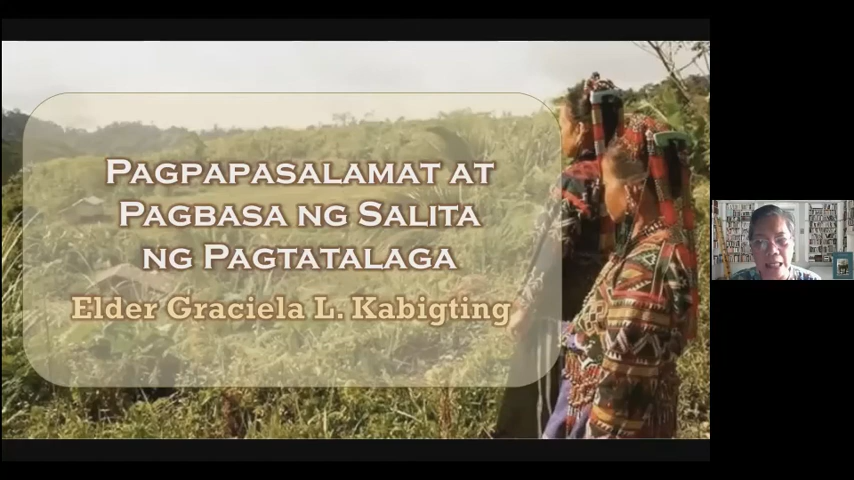 PAGPAPASALAMAT AT
PAGBASA NG SALITA
NG PAGTATALAGA
Elder Graciela L. Kabigting